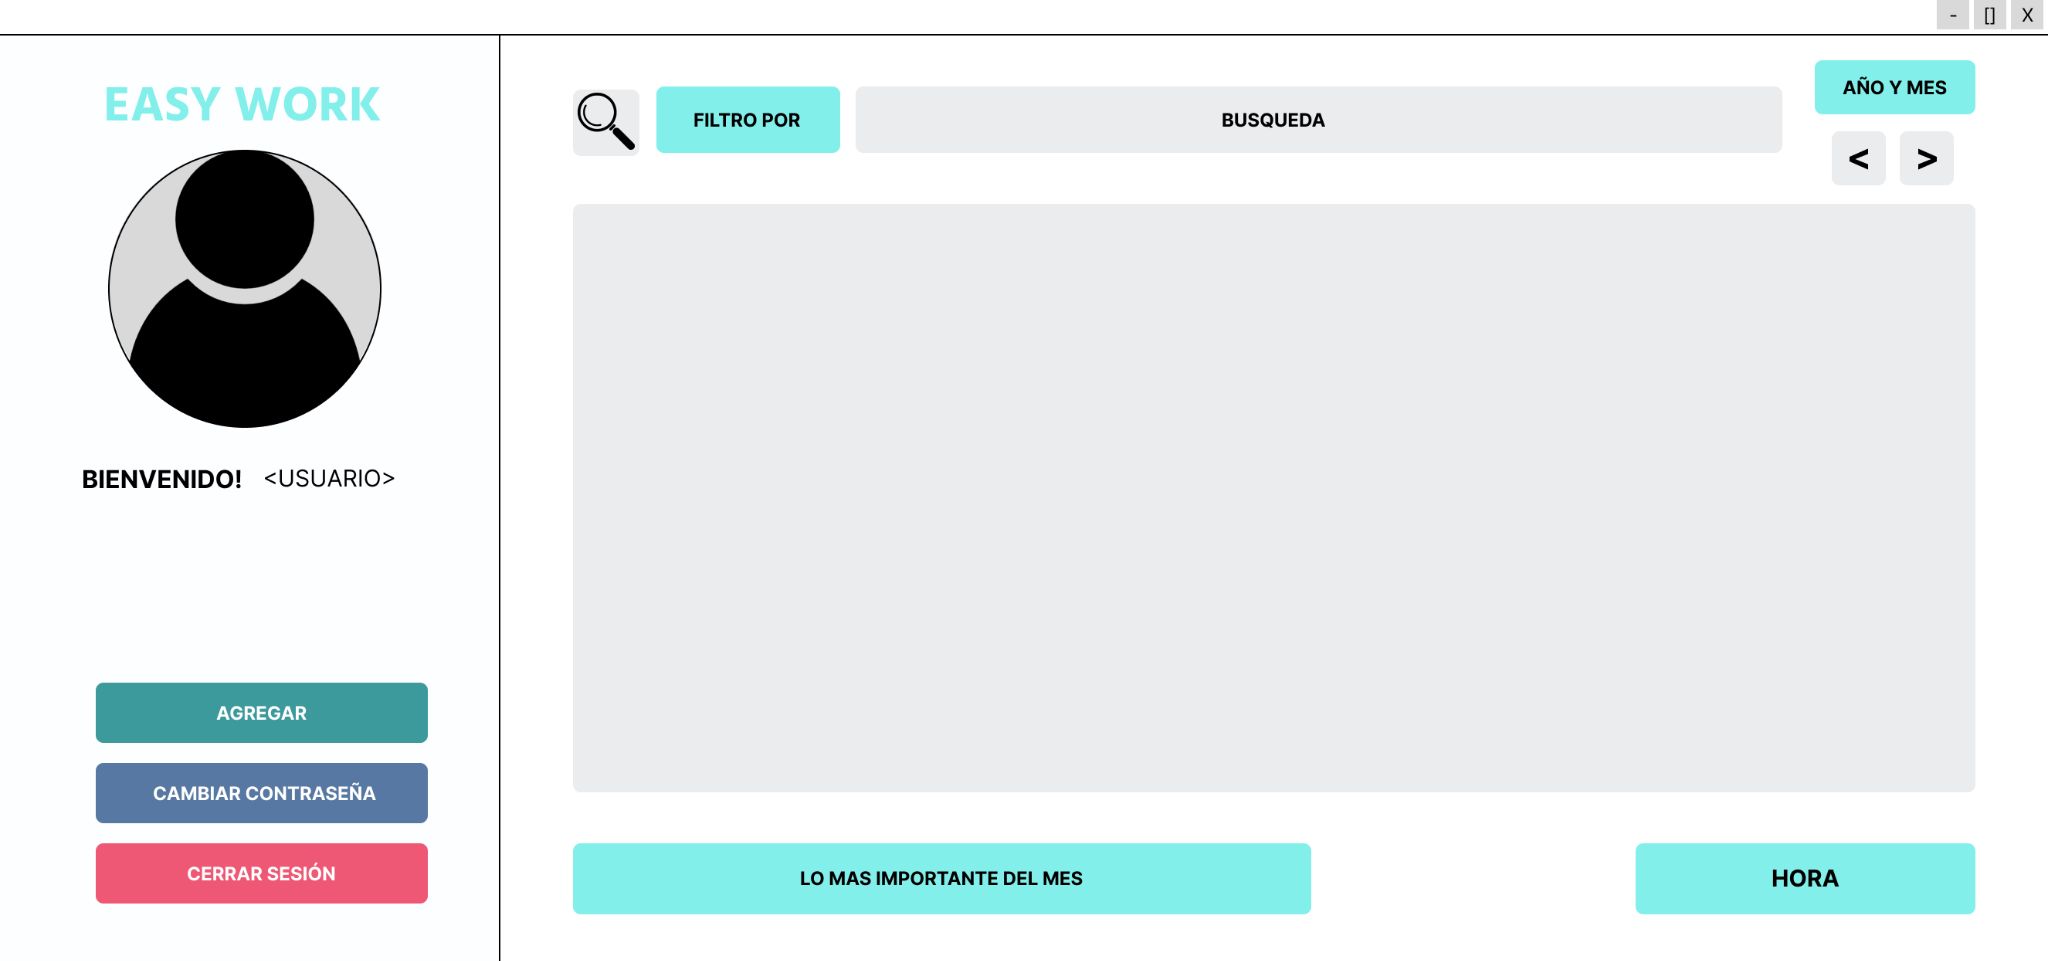 - [] X
EASY WORK
BIENVENIDO! <USUARIO>
AGREGAR
CAMBIAR CONTRASEÑA
CERRAR SESIÓN
FILTRO POR
BUSQUEDA
AÑO Y MES
< >
LO MAS IMPORTANTE DEL MES
HORA